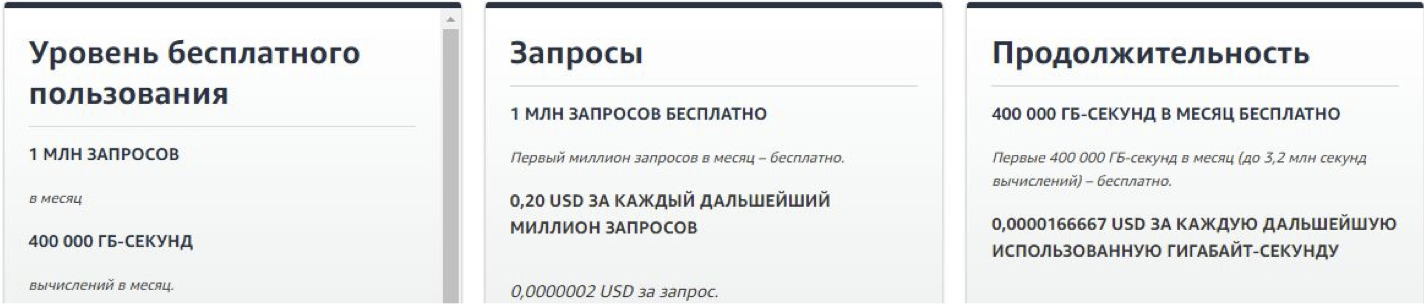 Уровень бесплатного
пользования
1 МЛН ЗАПРОСОВ
в месяц
400 000 ГБ-СЕКУНД
вычислений в месяц.
Запросы
1 МЛН ЗАПРОСОВ БЕСПЛАТНО
Первый миллион запросов в месяц – бесплатно.
0,20 USD ЗА КАЖДЫЙ ДАЛЬШЕЙШИЙ
МИЛЛИОН ЗАПРОСОВ
0,0000002 USD за запрос.
Продолжительность
400 000 ГБ-СЕКУНД В МЕСЯЦ БЕСПЛАТНО
Первые 400 000 ГБ-секунд в месяц (до 3,2 млн секунд
вычислений) – бесплатно.
0,0000166667 USD ЗА КАЖДУЮ ДАЛЬШЕЙШУЮ
ИСПОЛЬЗОВАННУЮ ГИГАБАЙТ-СЕКУНДУ